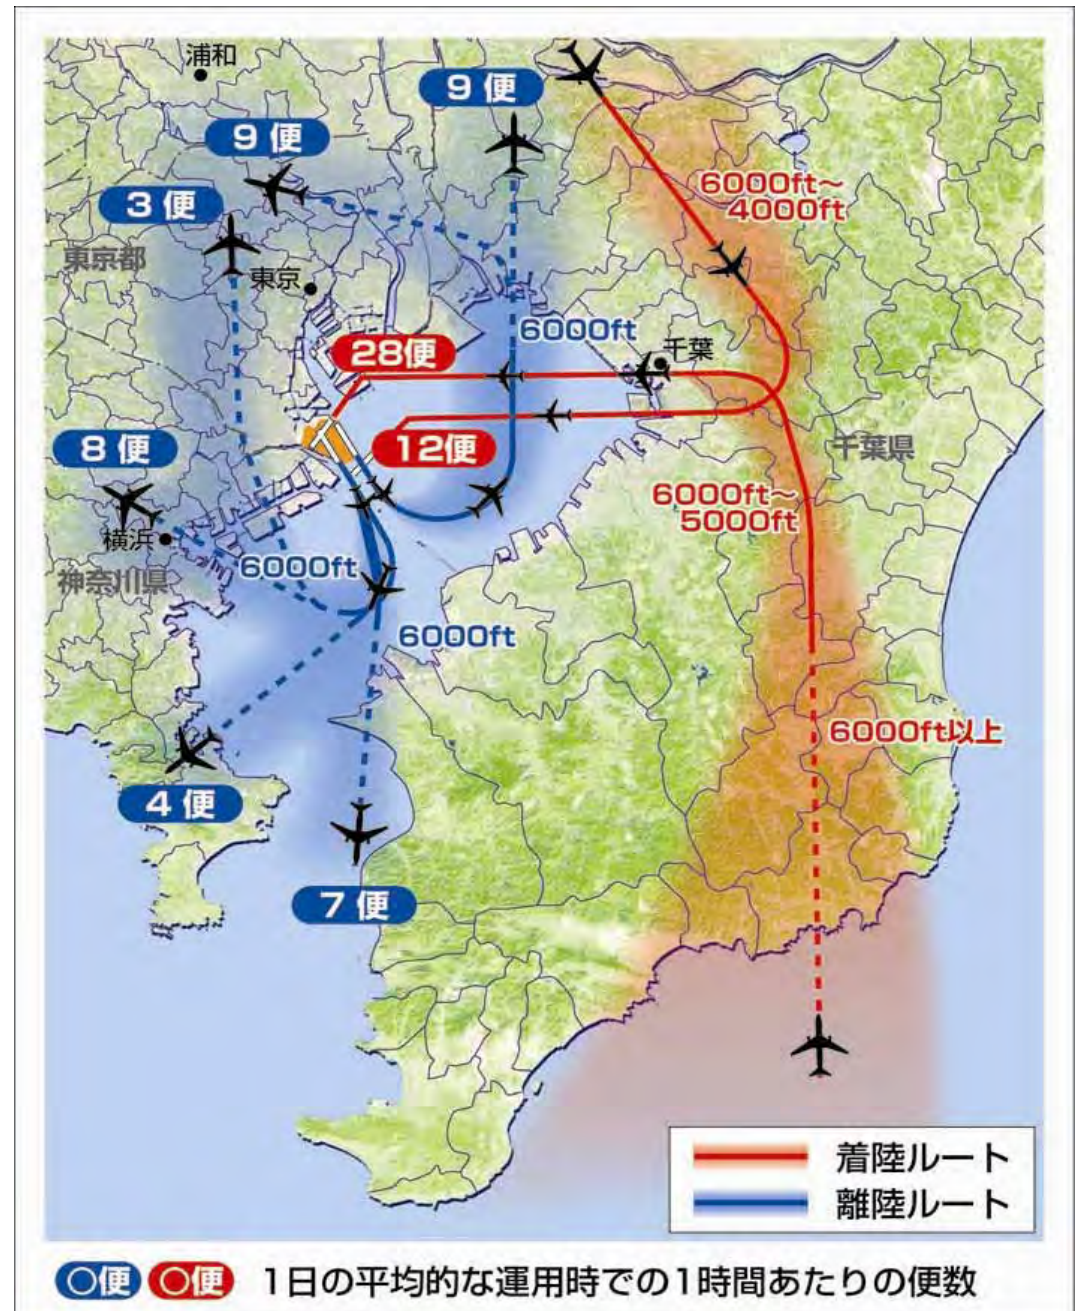 浦和
9 便
9 便
3 便
6000ft～
4000ft
東京都
東京
6000ft
28便
千葉
12便
千葉県
8 便
6000ft～
5000ft
横浜
6000ft
神奈川県
6000ft
6000ft以上
4 便
7 便
着陸ルート
離陸ルート
○便 ○便 1日の平均的な運用時での1時間あたりの便数